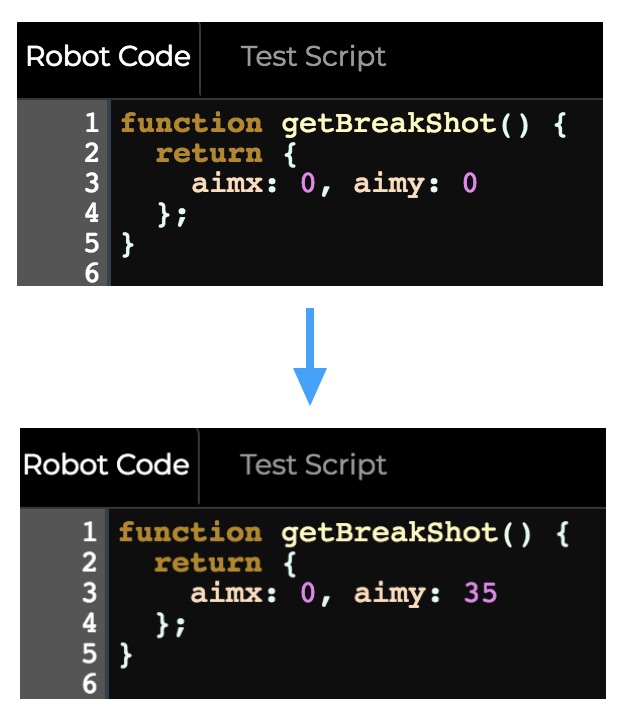 Robot Code Test Script
1 function getBreakShot() {
2   return {
3     aimx: 0, aimy: 0
4   };
5 }
6
Robot Code Test Script
1 function getBreakShot() {
2   return {
3     aimx: 0, aimy: 35
4   };
5 }
6